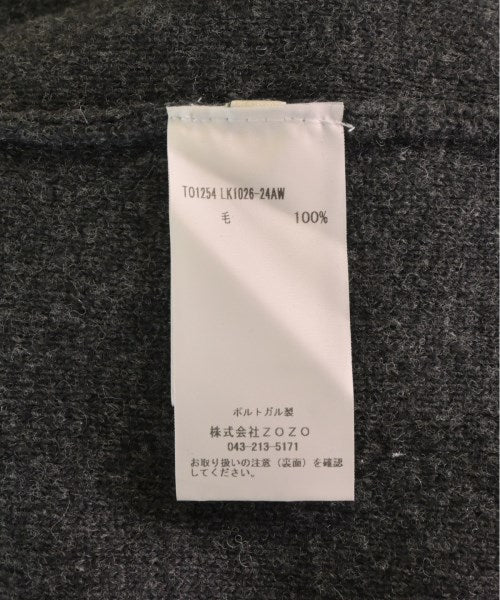 TO1254 LK1026-24AW
毛 100%
ポルトガル製
株式会社ZOZO
043-213-5171
お取り扱いの注意（裏面）を確認
してください。